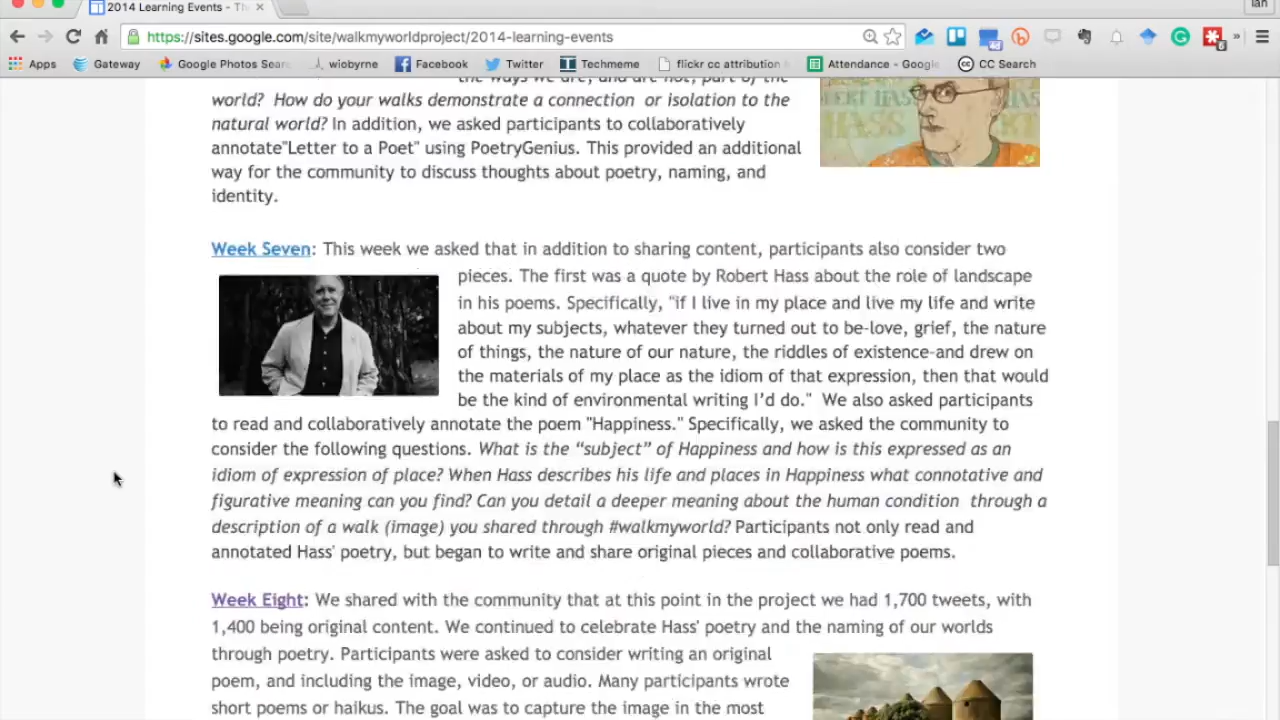 Ian
2014 Learning Events - Th
https://sites.google.com/site/walkmyworldproject/2014-learning-events
Apps Gateway Google Photos Sear wiobyrne Facebook Twitter Techmeme flickr cc attribution Attendance - Google CC Search
the ways we are, and are not, part of the
world? How do your walks demonstrate a connection or isolation to the
natural world? In addition, we asked participants to collaboratively
annotate"Letter to a Poet" using PoetryGenius. This provided an additional
way for the community to discuss thoughts about poetry, naming, and
identity.
HASS
Week Seven: This week we asked that in addition to sharing content, participants also consider two
pieces. The first was a quote by Robert Hass about the role of landscape
in his poems. Specifically, "if I live in my place and live my life and write
about my subjects, whatever they turned out to be-love, grief, the nature
of things, the nature of our nature, the riddles of existence-and drew on
the materials of my place as the idiom of that expression, then that would
be the kind of environmental writing I'd do." We also asked participants
to read and collaboratively annotate the poem "Happiness." Specifically, we asked the community to
consider the following questions. What is the “subject” of Happiness and how is this expressed as an
idiom of expression of place? When Hass describes his life and places in Happiness what connotative and
figurative meaning can you find? Can you detail a deeper meaning about the human condition through a
description of a walk (image) you shared through #walkmyworld? Participants not only read and
annotated Hass' poetry, but began to write and share original pieces and collaborative poems.
Week Eight: We shared with the community that at this point in the project we had 1,700 tweets, with
1,400 being original content. We continued to celebrate Hass' poetry and the naming of our worlds
through poetry. Participants were asked to consider writing an original
poem, and including the image, video, or audio. Many participants wrote
short poems or haikus. The goal was to capture the image in the most